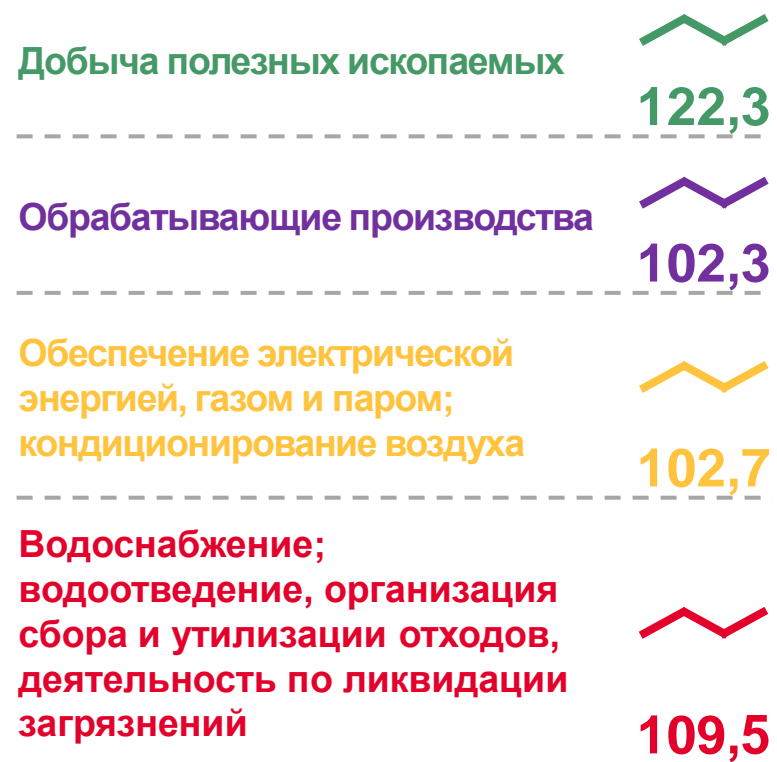 Добыча полезных ископаемых
122,3
Обрабатывающие производства
102,3
Обеспечение электрической
энергией, газом и паром;
кондиционирование воздуха
102,7
Водоснабжение;
водоотведение, организация
сбора и утилизации отходов,
деятельность по ликвидации
загрязнений
109,5